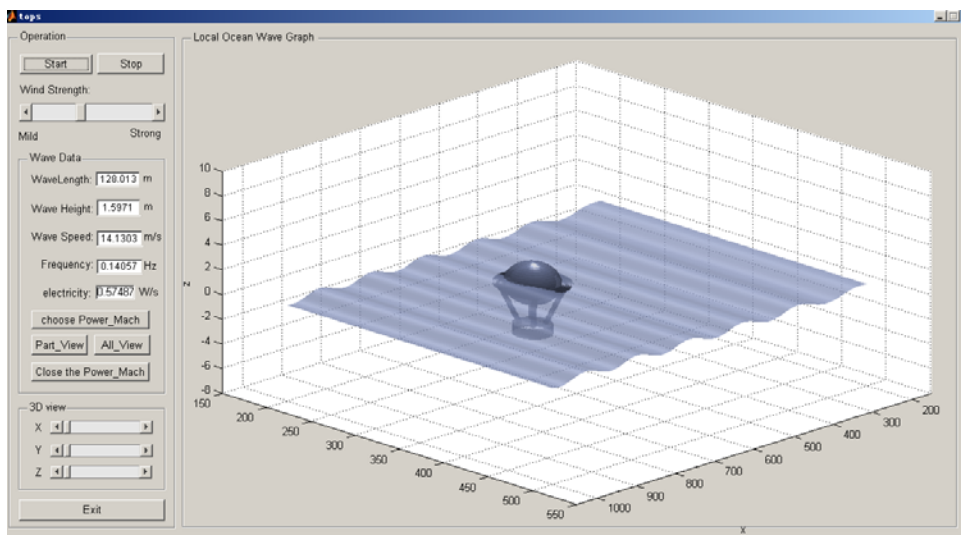 tops
Operation
Start Stop
Wind Strength:
Mild Strong
Wave Data
WaveLength: 128.013 m
Wave Height: 1.5971 m
Wave Speed: 14.1303 m/s
Frequency: 0.14057 Hz
electricity: 0.57487 W/s
choose Power_Mach
Part_View All_View
Close the Power_Mach
3D view
X
Y
Z
Exit
Local Ocean Wave Graph
10
8
6
4
2
z
0
-2
-4
-6
-8
150
200
250
300
350
400
450
500
550
1000
900
800
700
600
500
400
300
200
X